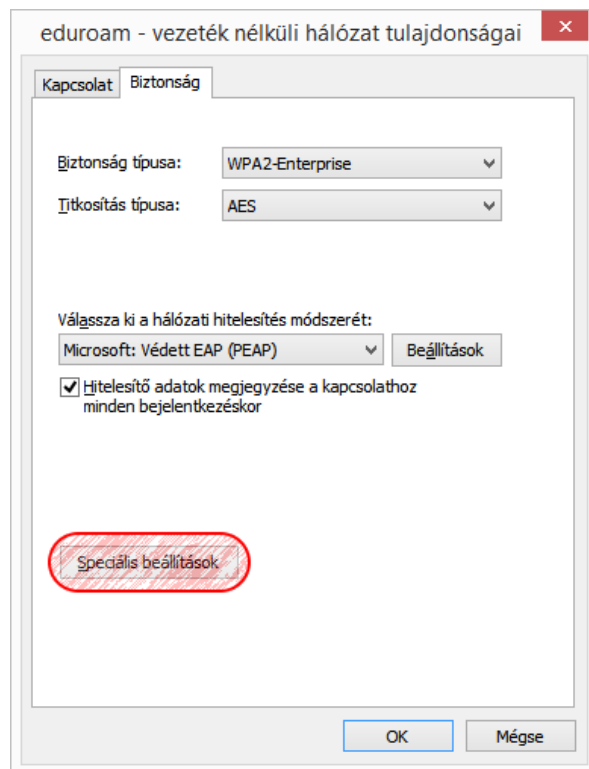 eduroam - vezeték nélküli hálózat tulajdonságai
Kapcsolat Biztonság
Biztonság típusa: WPA2-Enterprise
Titkosítás típusa: AES
Válassza ki a hálózati hitelesítés módszerét:
Microsoft: Védett EAP (PEAP) Beállítások
Hitelesítő adatok megjegyzése a kapcsolathoz
minden bejelentkezéskor
Speciális beállítások
OK Mégse